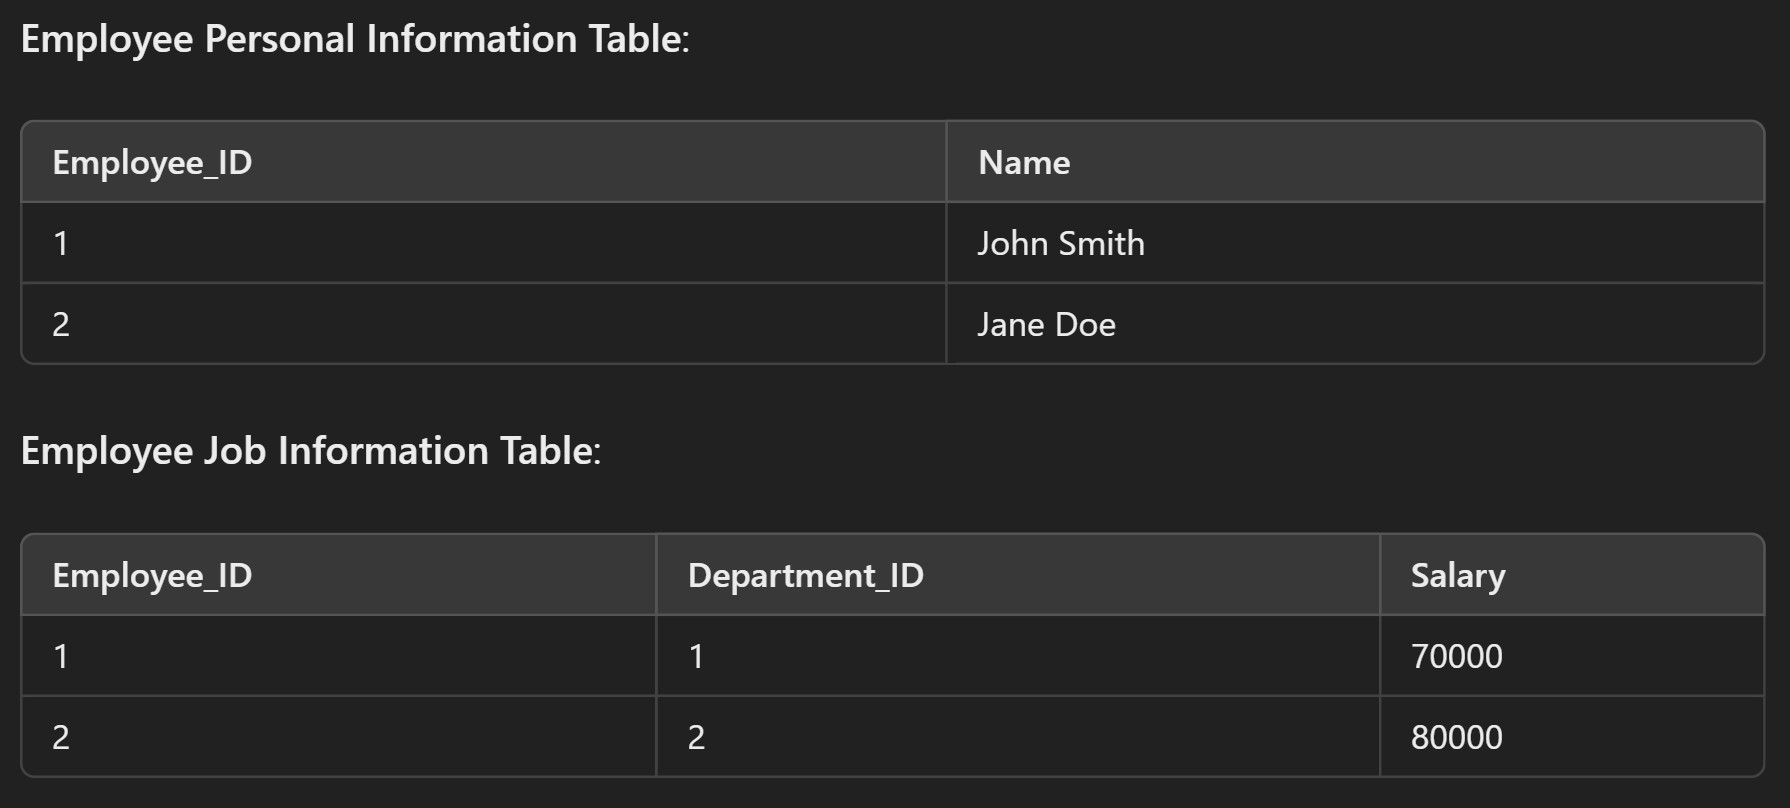 Employee Personal Information Table:
Employee_ID Name
1 John Smith
2 Jane Doe
Employee Job Information Table:
Employee_ID Department_ID Salary
1 1 70000
2 2 80000